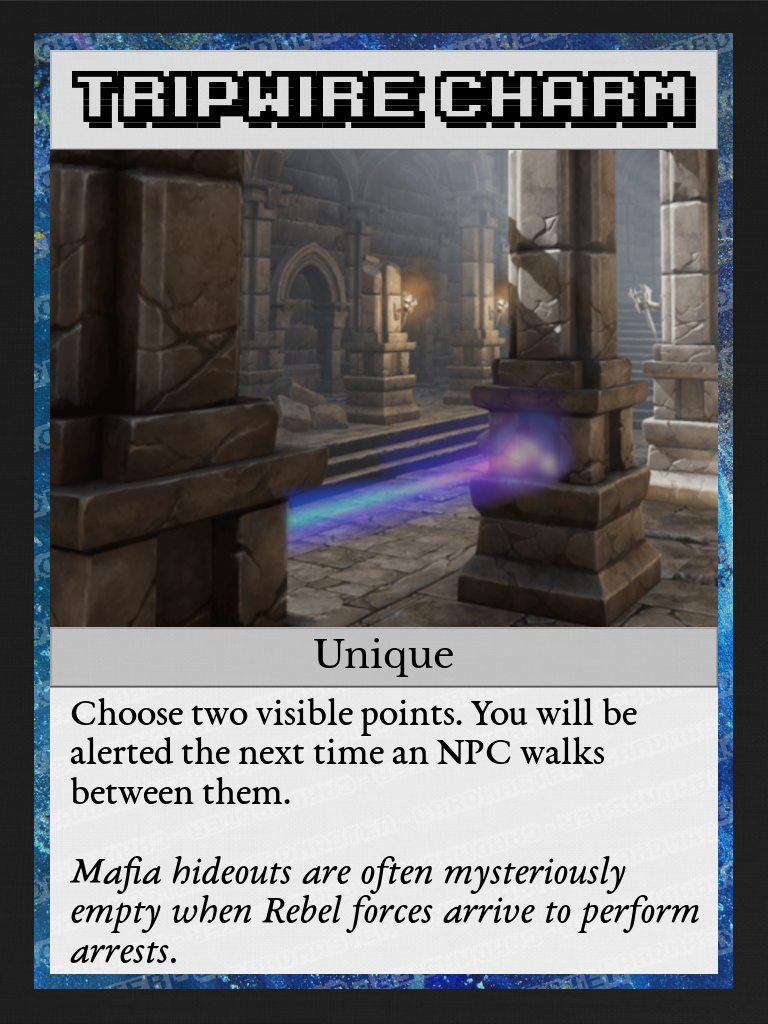 TRIPWIRE CHARM
Unique
Choose two visible points. You will be
alerted the next time an NPC walks
between them.
Mafia hideouts are often mysteriously
empty when Rebel forces arrive to perform
arrests.